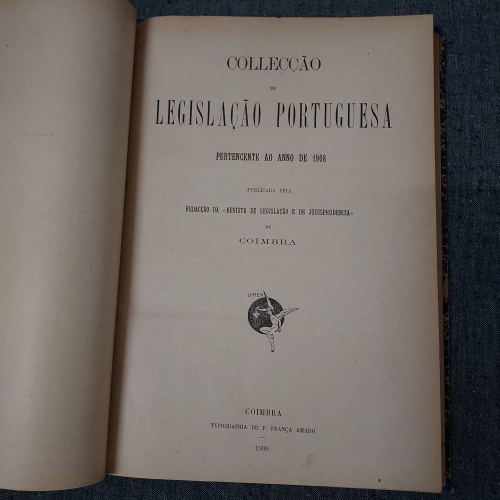 COLLECÇÃO
DE
LEGISLAÇÃO PORTUGUESA
PERTENCENTE AO ANNO DE 1908
PUBLICADA PELA
REDACÇÃO DA «REVISTA DE LEGISLAÇÃO E DE JURISPRUDENCIA»
DE
COIMBRA
COIMBRA
TYPOGRAPHIA DE F. FRANÇA AMADO
1908